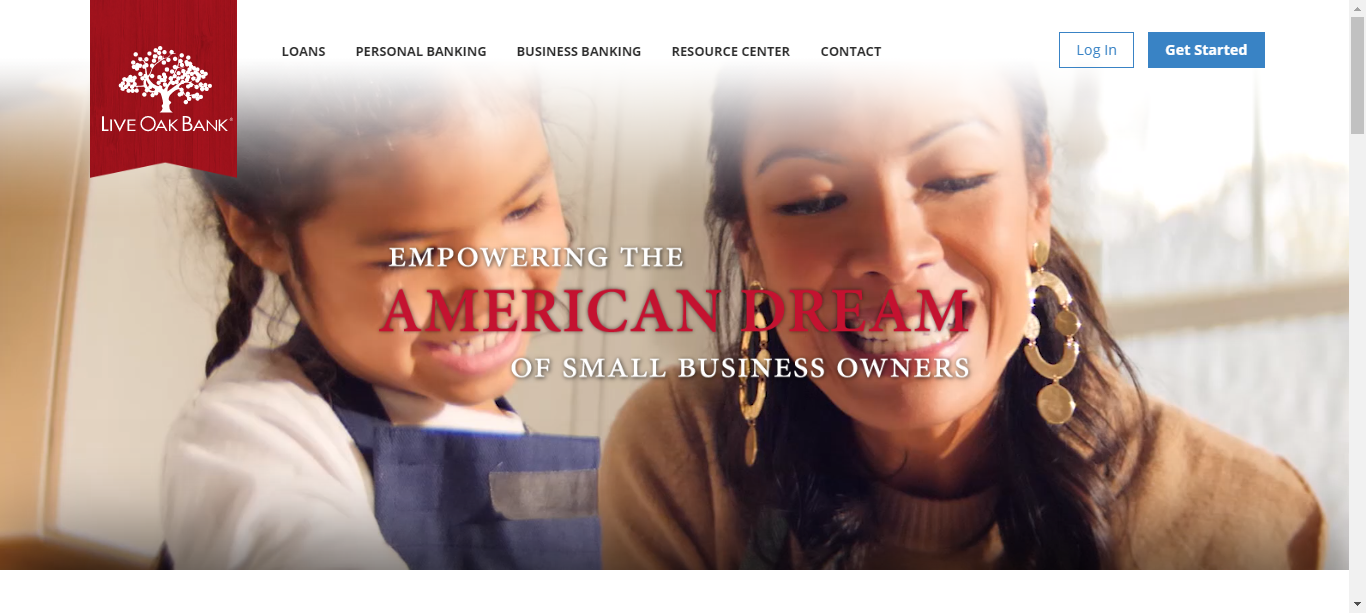 LIVE OAK BANK®
LOANS PERSONAL BANKING BUSINESS BANKING RESOURCE CENTER CONTACT
Log In Get Started
EMPOWERING THE
AMERICAN DREAM
OF SMALL BUSINESS OWNERS